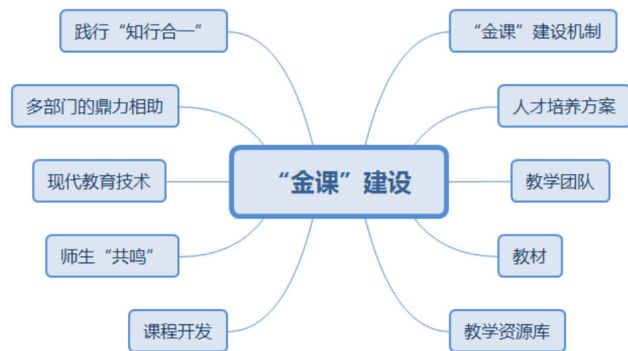 践行“知行合一”
“金课”建设机制
多部门的鼎力相助
人才培养方案
“金课”建设
现代教育技术
教学团队
师生“共鸣”
教材
课程开发
教学资源库